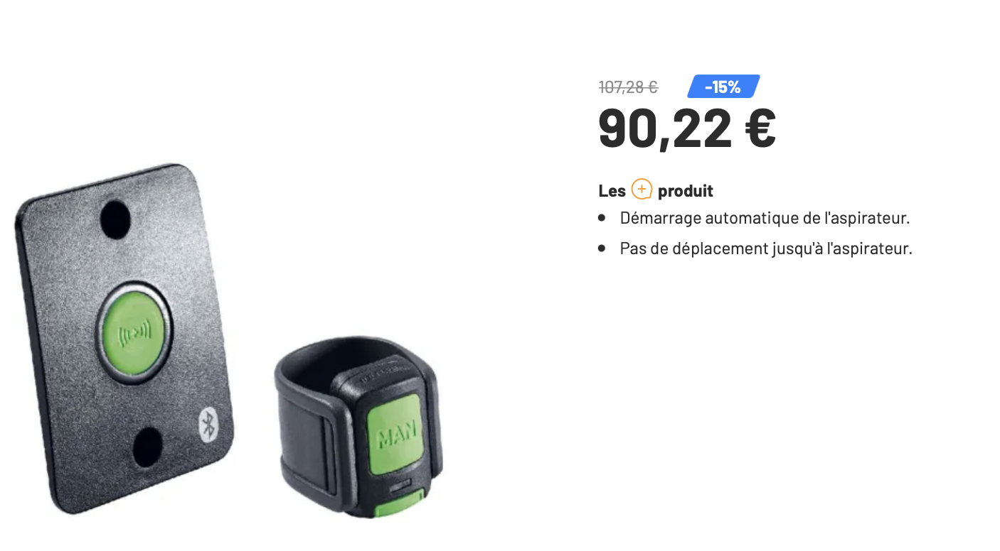 107,28 €
-15%
90,22 €
Les + produit
Démarrage automatique de l'aspirateur.
Pas de déplacement jusqu'à l'aspirateur.
MAN